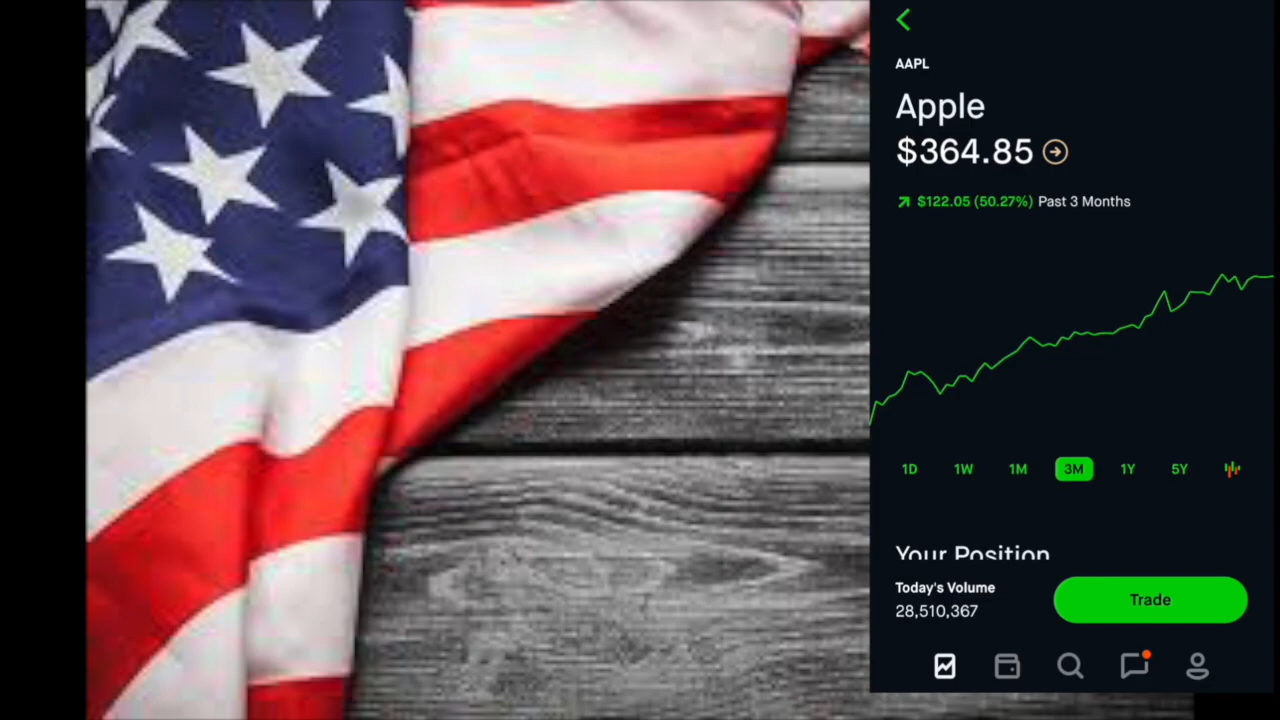 AAPL
Apple
$364.85
$122.05 (50.27%) Past 3 Months
1D 1W 1M 3M 1Y 5Y
Your Position
Today's Volume
28,510,367
Trade